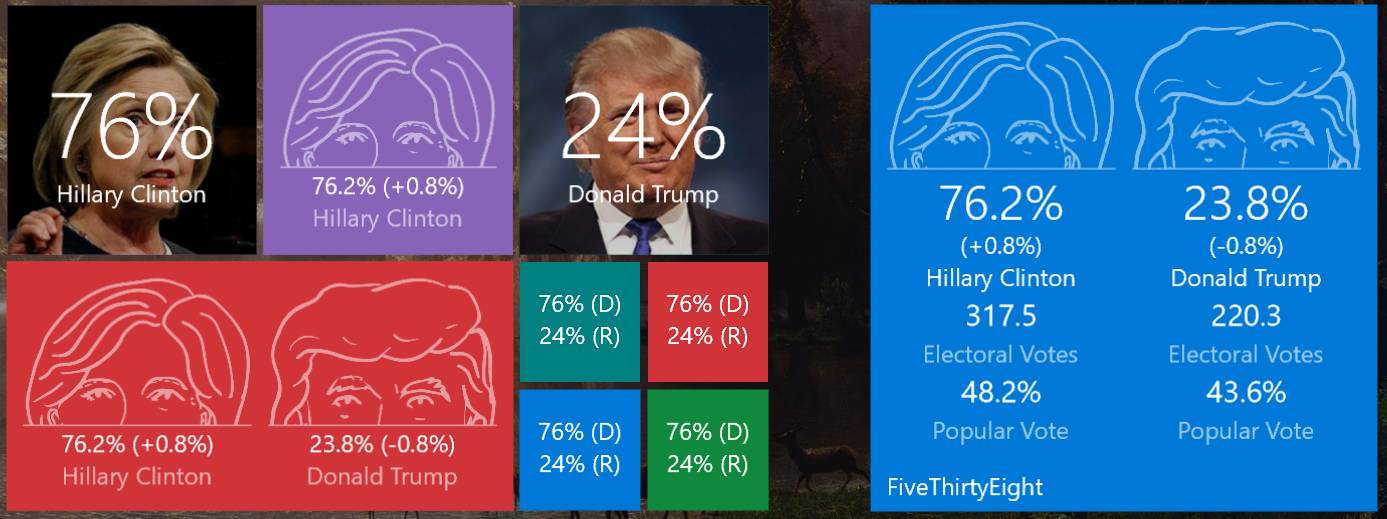 76%
Hillary Clinton
76.2% (+0.8%)
Hillary Clinton
24%
Donald Trump
76.2% (+0.8%)
Hillary Clinton
23.8% (-0.8%)
Donald Trump
76% (D)
24% (R)
76% (D)
24% (R)
76% (D)
24% (R)
76% (D)
24% (R)
76.2%
(+0.8%)
Hillary Clinton
317.5
Electoral Votes
48.2%
Popular Vote
23.8%
(-0.8%)
Donald Trump
220.3
Electoral Votes
43.6%
Popular Vote
FiveThirtyEight